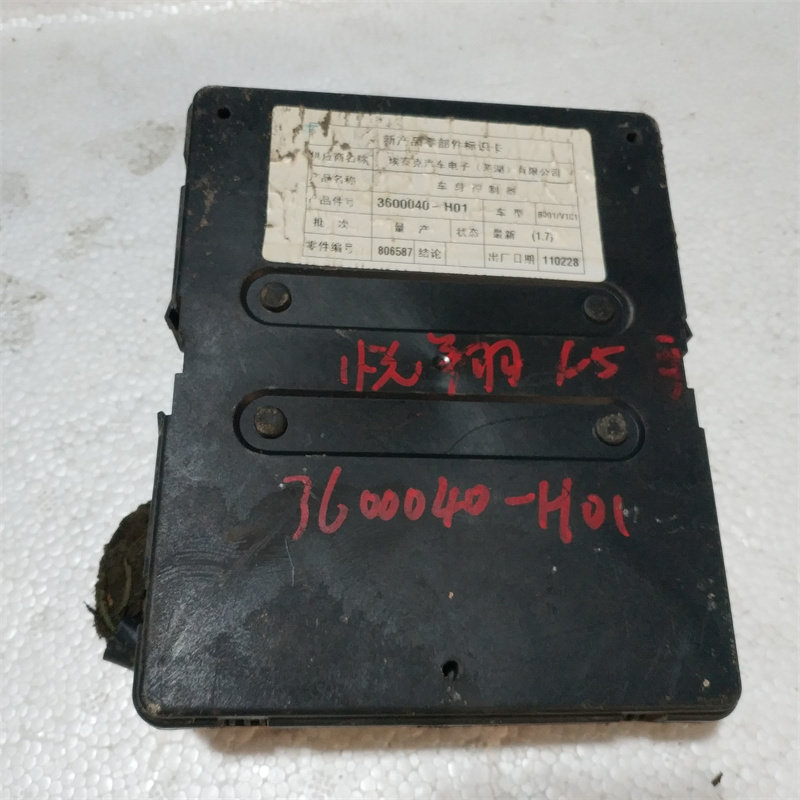 新产品零部件标识卡
供应商名称 埃泰克汽车电子（芜湖）有限公司
产品名称 车身控制器
产品件号 3600040-H01 车型 B301/V101
批次 量产 状态 最新 (1.7)
零件编号 806587 结论 出厂日期 110228
悦翔 1.5
3600040-H01